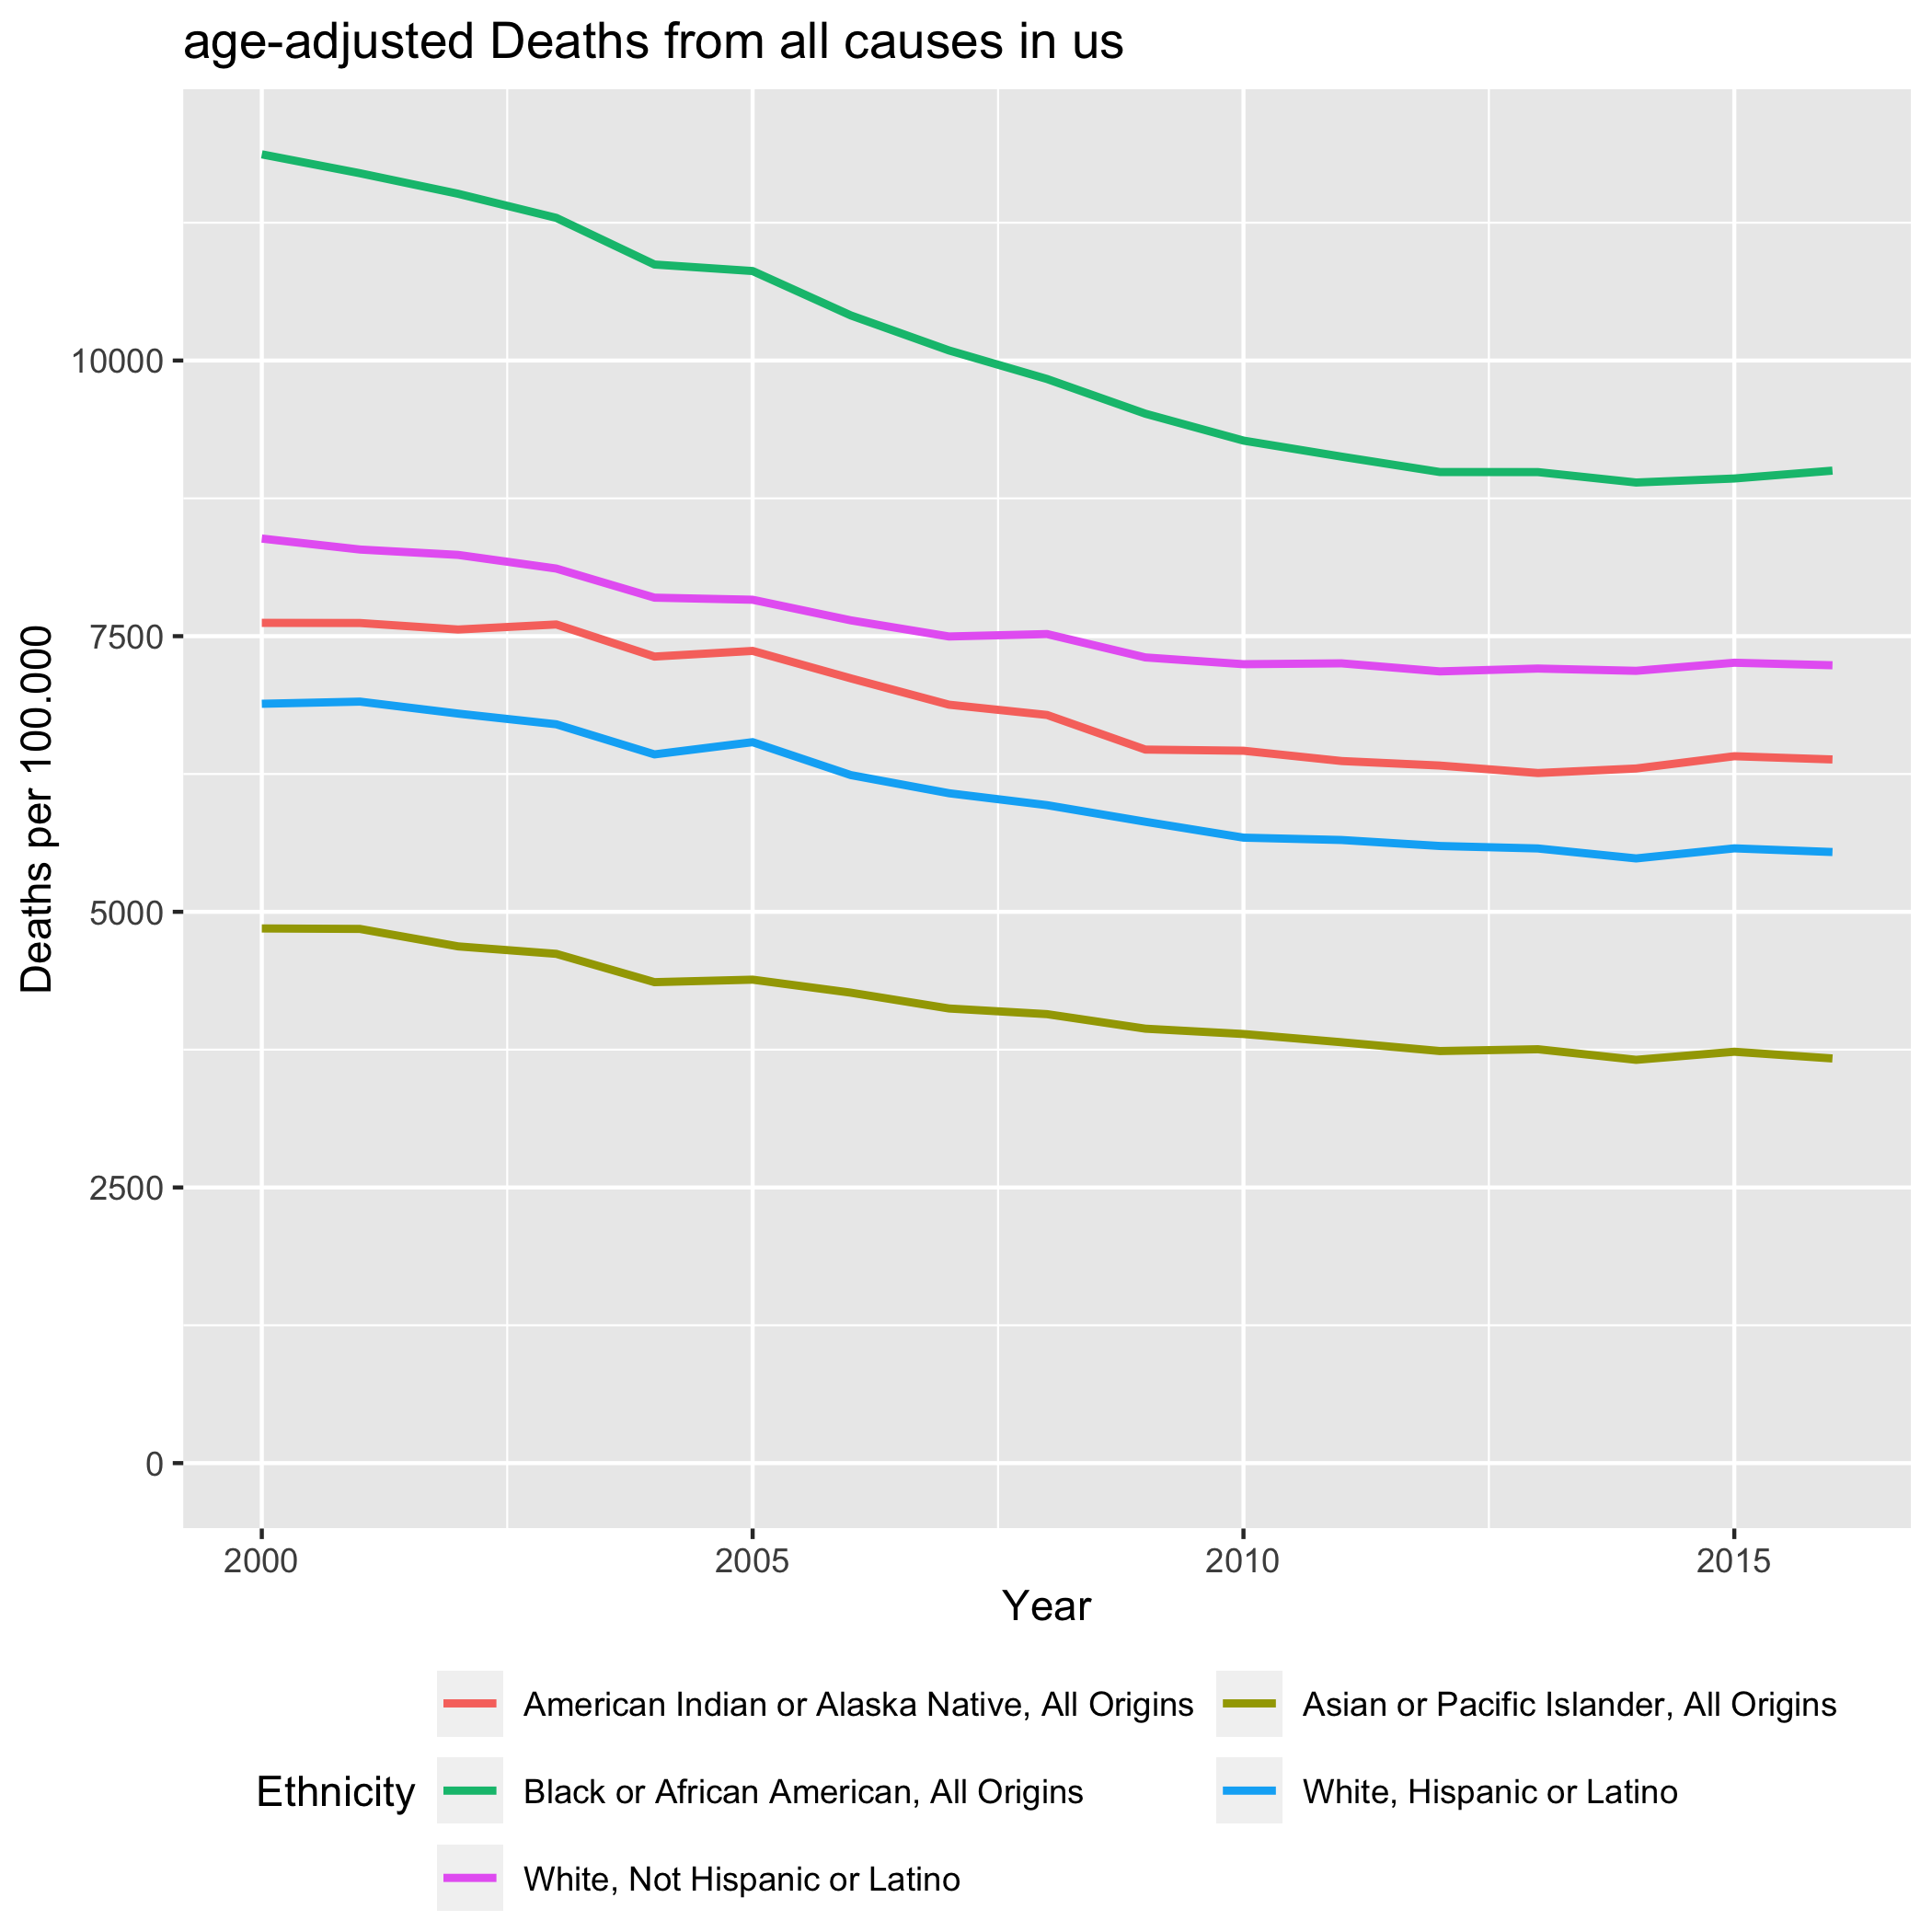 age-adjusted Deaths from all causes in us
Deaths per 100.000
10000
7500
5000
2500
0
2000 2005 2010 2015
Year
Ethnicity
American Indian or Alaska Native, All Origins
Asian or Pacific Islander, All Origins
Black or African American, All Origins
White, Hispanic or Latino
White, Not Hispanic or Latino